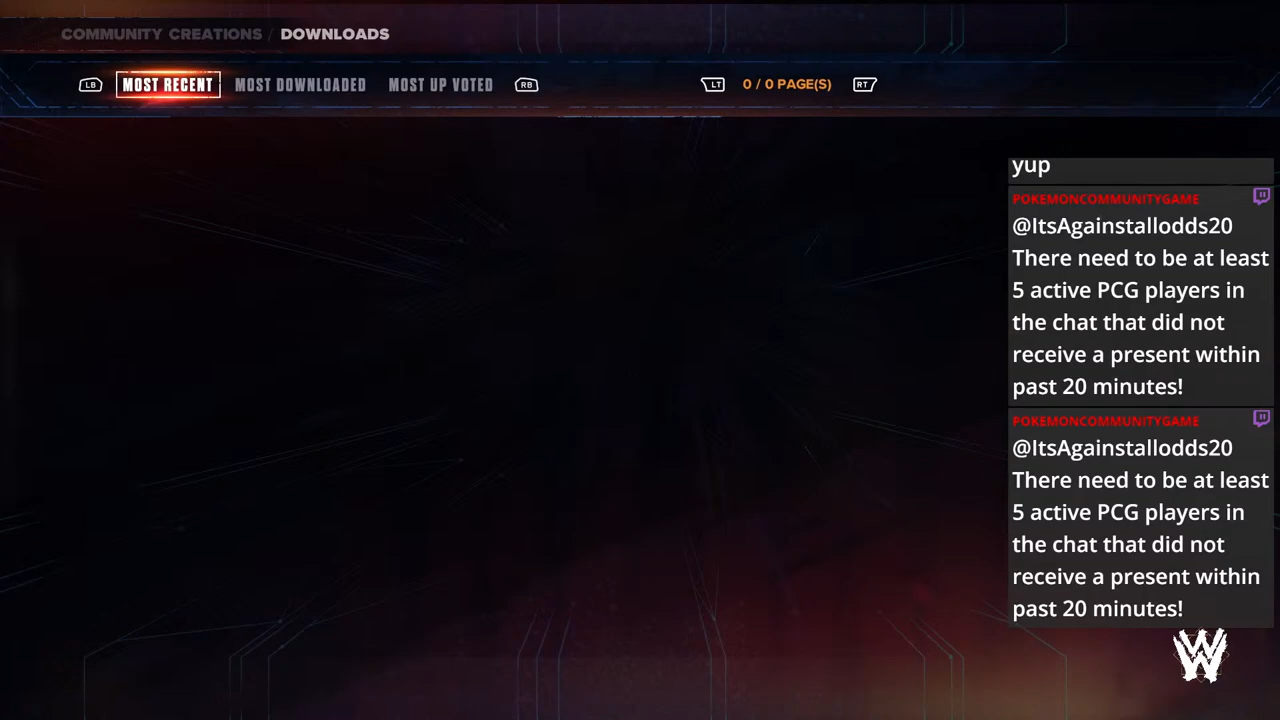 COMMUNITY CREATIONS / DOWNLOADS
LB MOST RECENT MOST DOWNLOADED MOST UP VOTED RB LT 0 / 0 PAGE(S) RT
yup
POKEMONCOMMUNITYGAME
@ItsAgainstallodds20
There need to be at least
5 active PCG players in
the chat that did not
receive a present within
past 20 minutes!
POKEMONCOMMUNITYGAME
@ItsAgainstallodds20
There need to be at least
5 active PCG players in
the chat that did not
receive a present within
past 20 minutes!
W